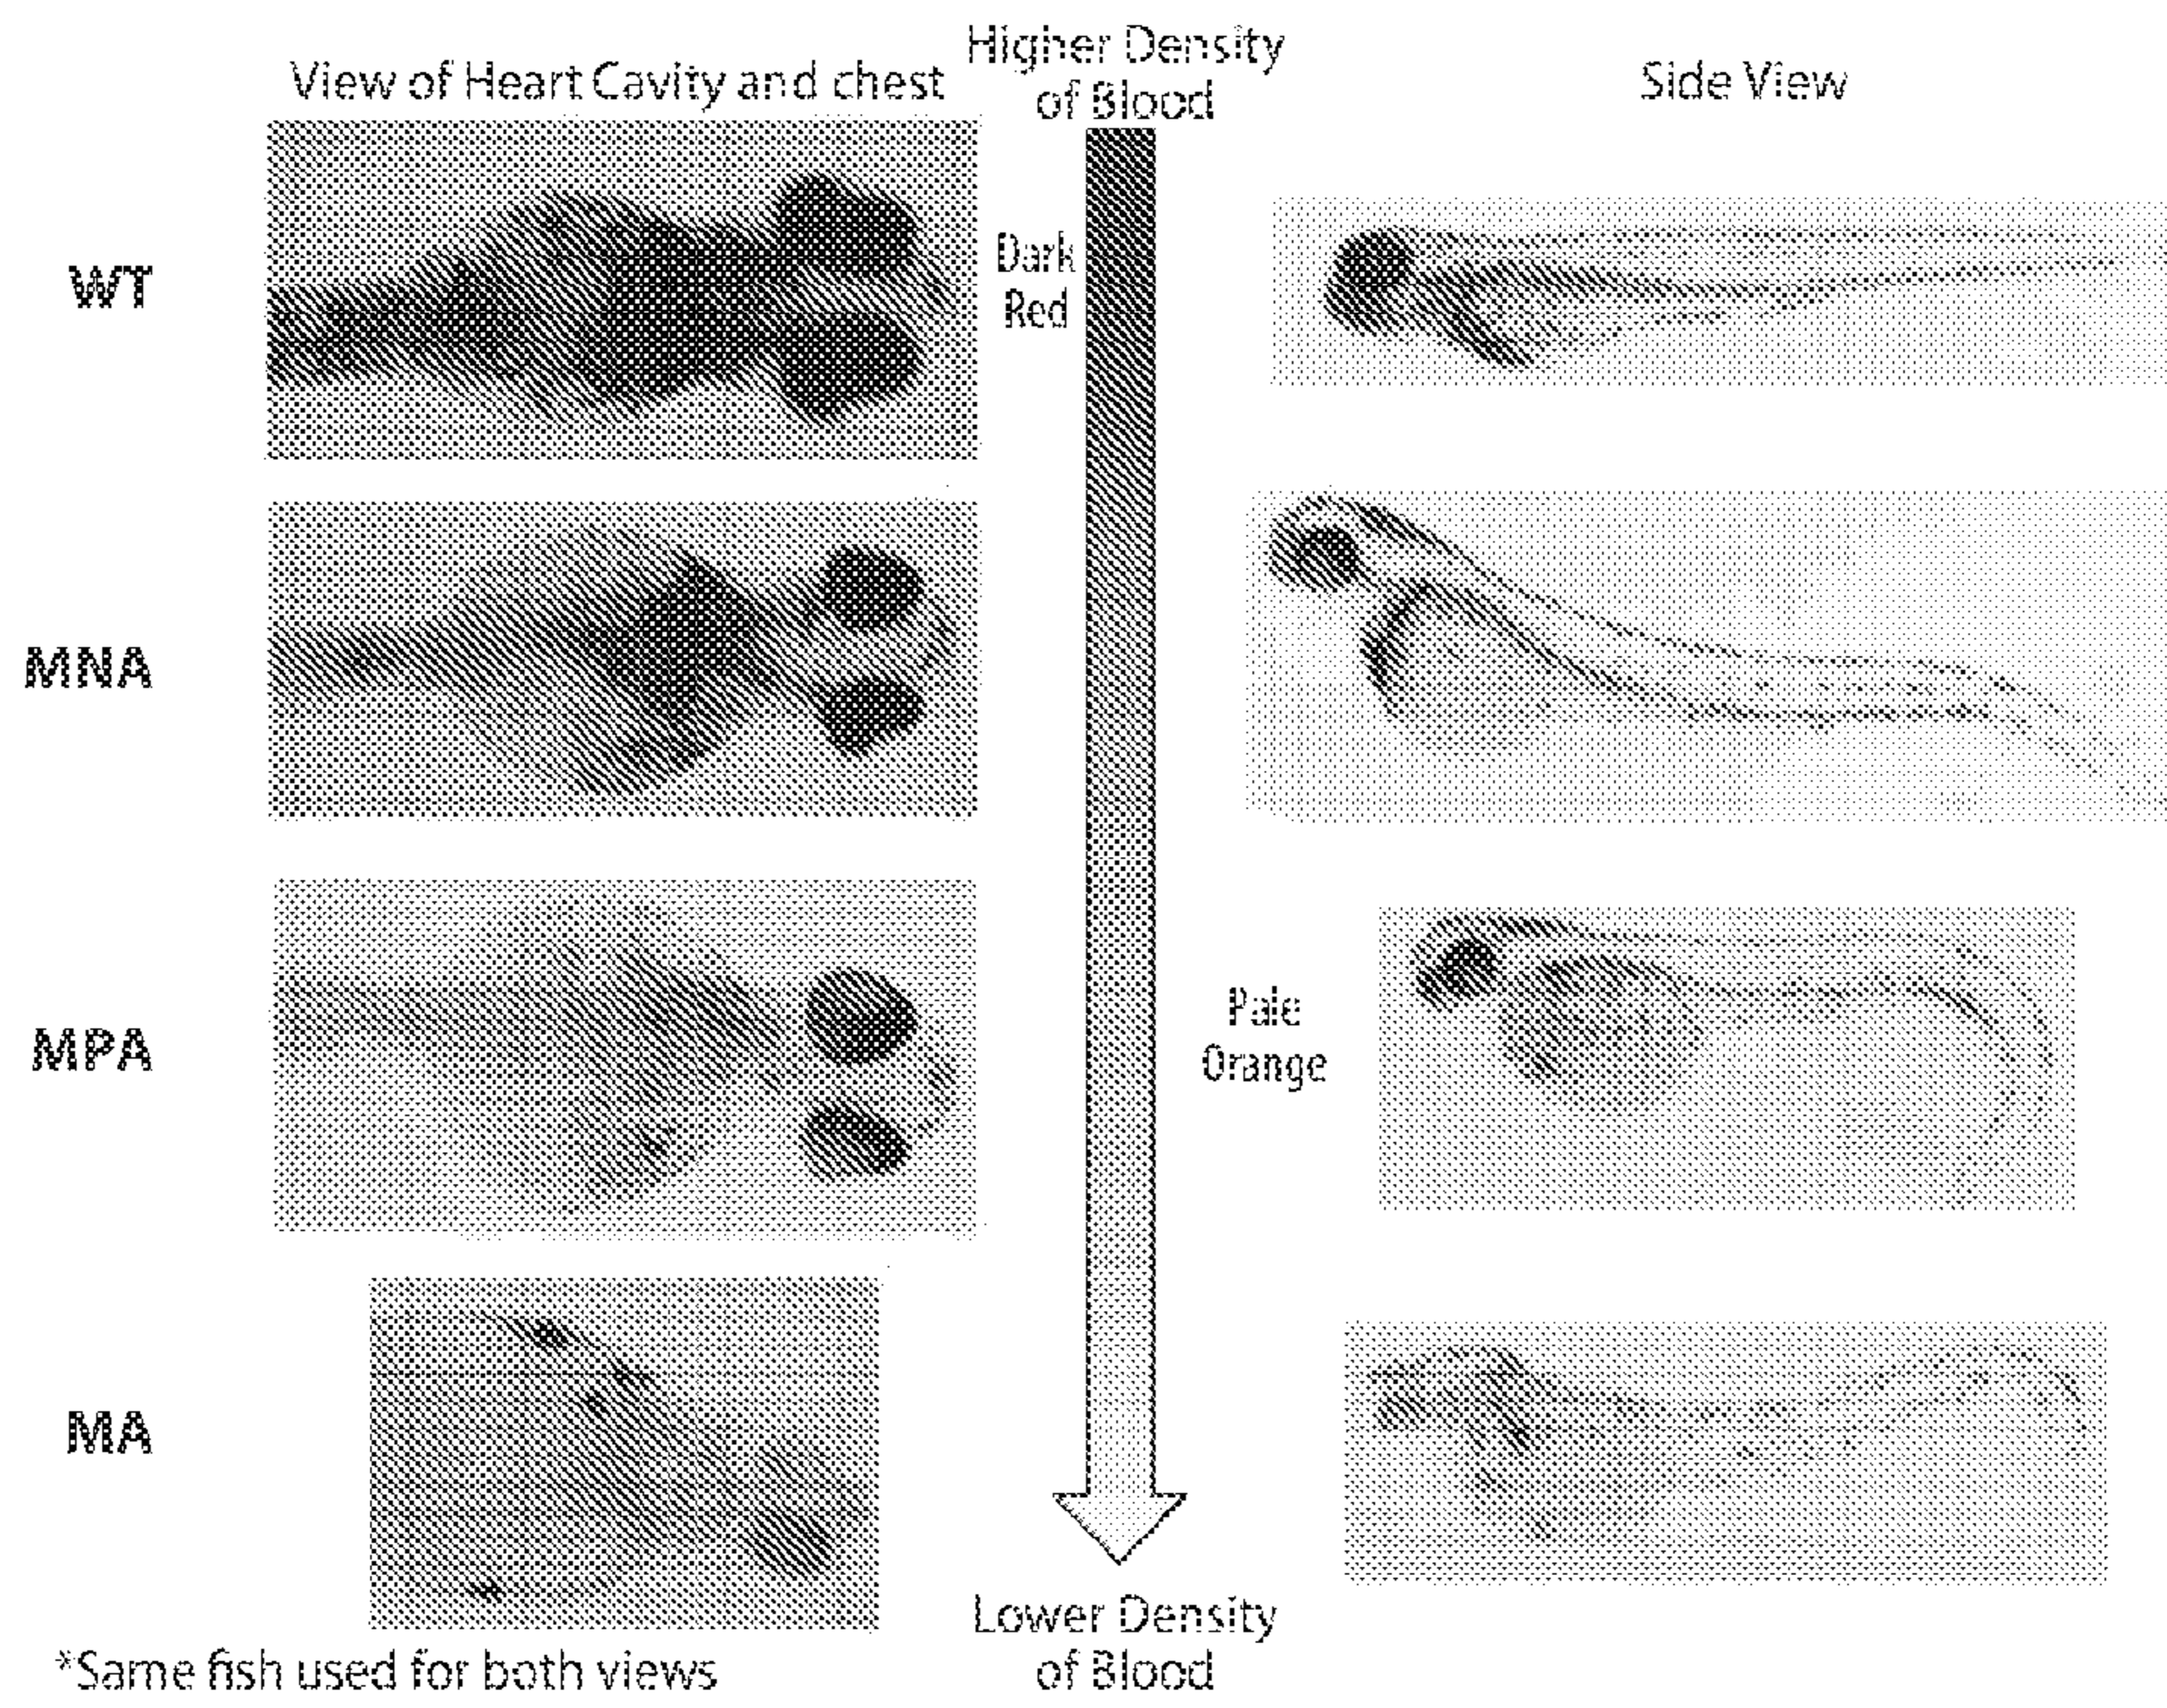 View of Heart Cavity and chest
Higher Density
of Blood
Side View
WT
Dark
Red
MNA
MPA
Pale
Orange
MA
Lower Density
of Blood
*Same fish used for both views